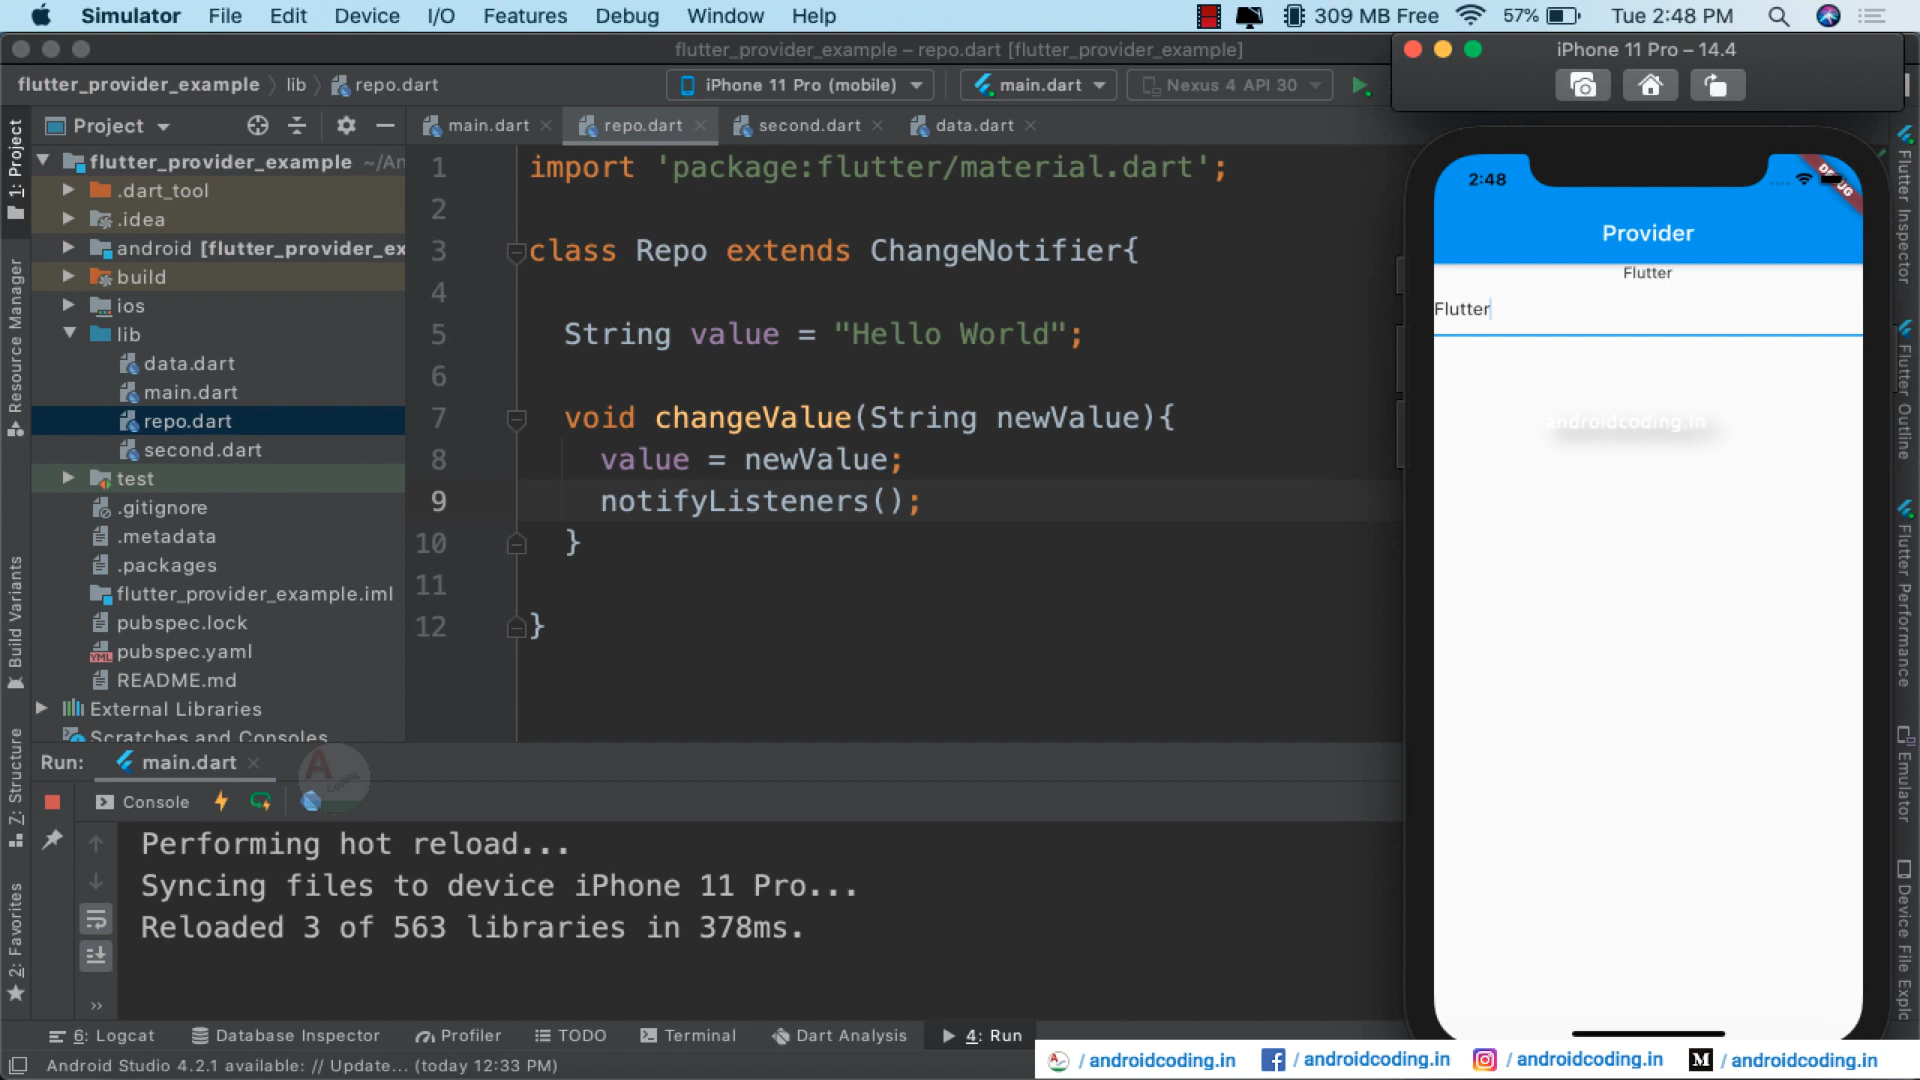 Simulator File Edit Device I/O Features Debug Window Help 309 MB Free 57% Tue 2:48 PM
flutter_provider_example – repo.dart [flutter_provider_example]
iPhone 11 Pro – 14.4
flutter_provider_example lib repo.dart iPhone 11 Pro (mobile) main.dart Nexus 4 API 30
Project main.dart repo.dart second.dart data.dart
flutter_provider_example ~/An
.dart_tool
.idea
android [flutter_provider_ex
build
ios
lib
data.dart
main.dart
repo.dart
second.dart
test
.gitignore
.metadata
.packages
flutter_provider_example.iml
pubspec.lock
pubspec.yaml
README.md
External Libraries
Scratches and Consoles
1: Project
Resource Manager
Build Variants
7: Structure
2: Favorites
1 import 'package:flutter/material.dart';
2
3 class Repo extends ChangeNotifier{
4
5 String value = "Hello World";
6
7 void changeValue(String newValue){
8 value = newValue;
9 notifyListeners();
10 }
11
12 }
2:48
DEBUG
Provider
Flutter
Flutter
androidcoding.in
Flutter Inspector
Flutter Outline
Flutter Performance
Emulator
Device File Explc
Run: main.dart
A Coding
Console
Performing hot reload...
Syncing files to device iPhone 11 Pro...
Reloaded 3 of 563 libraries in 378ms.
6: Logcat Database Inspector Profiler TODO Terminal Dart Analysis 4: Run
Android Studio 4.2.1 available: // Update... (today 12:33 PM)
/ androidcoding.in / androidcoding.in / androidcoding.in / androidcoding.in